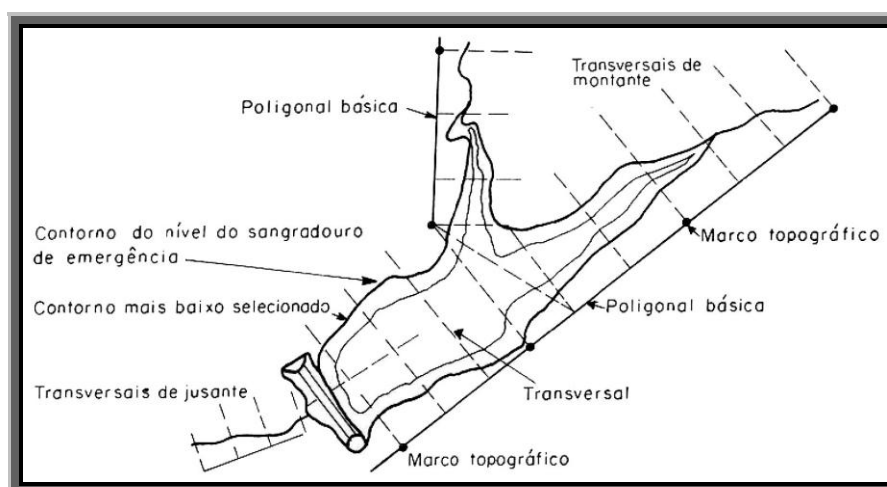 Transversais de
montante
Poligonal básica
Contorno do nível do sangradouro
de emergência
Marco topográfico
Contorno mais baixo selecionado
Poligonal básica
Transversais de jusante
Transversal
Marco topográfico